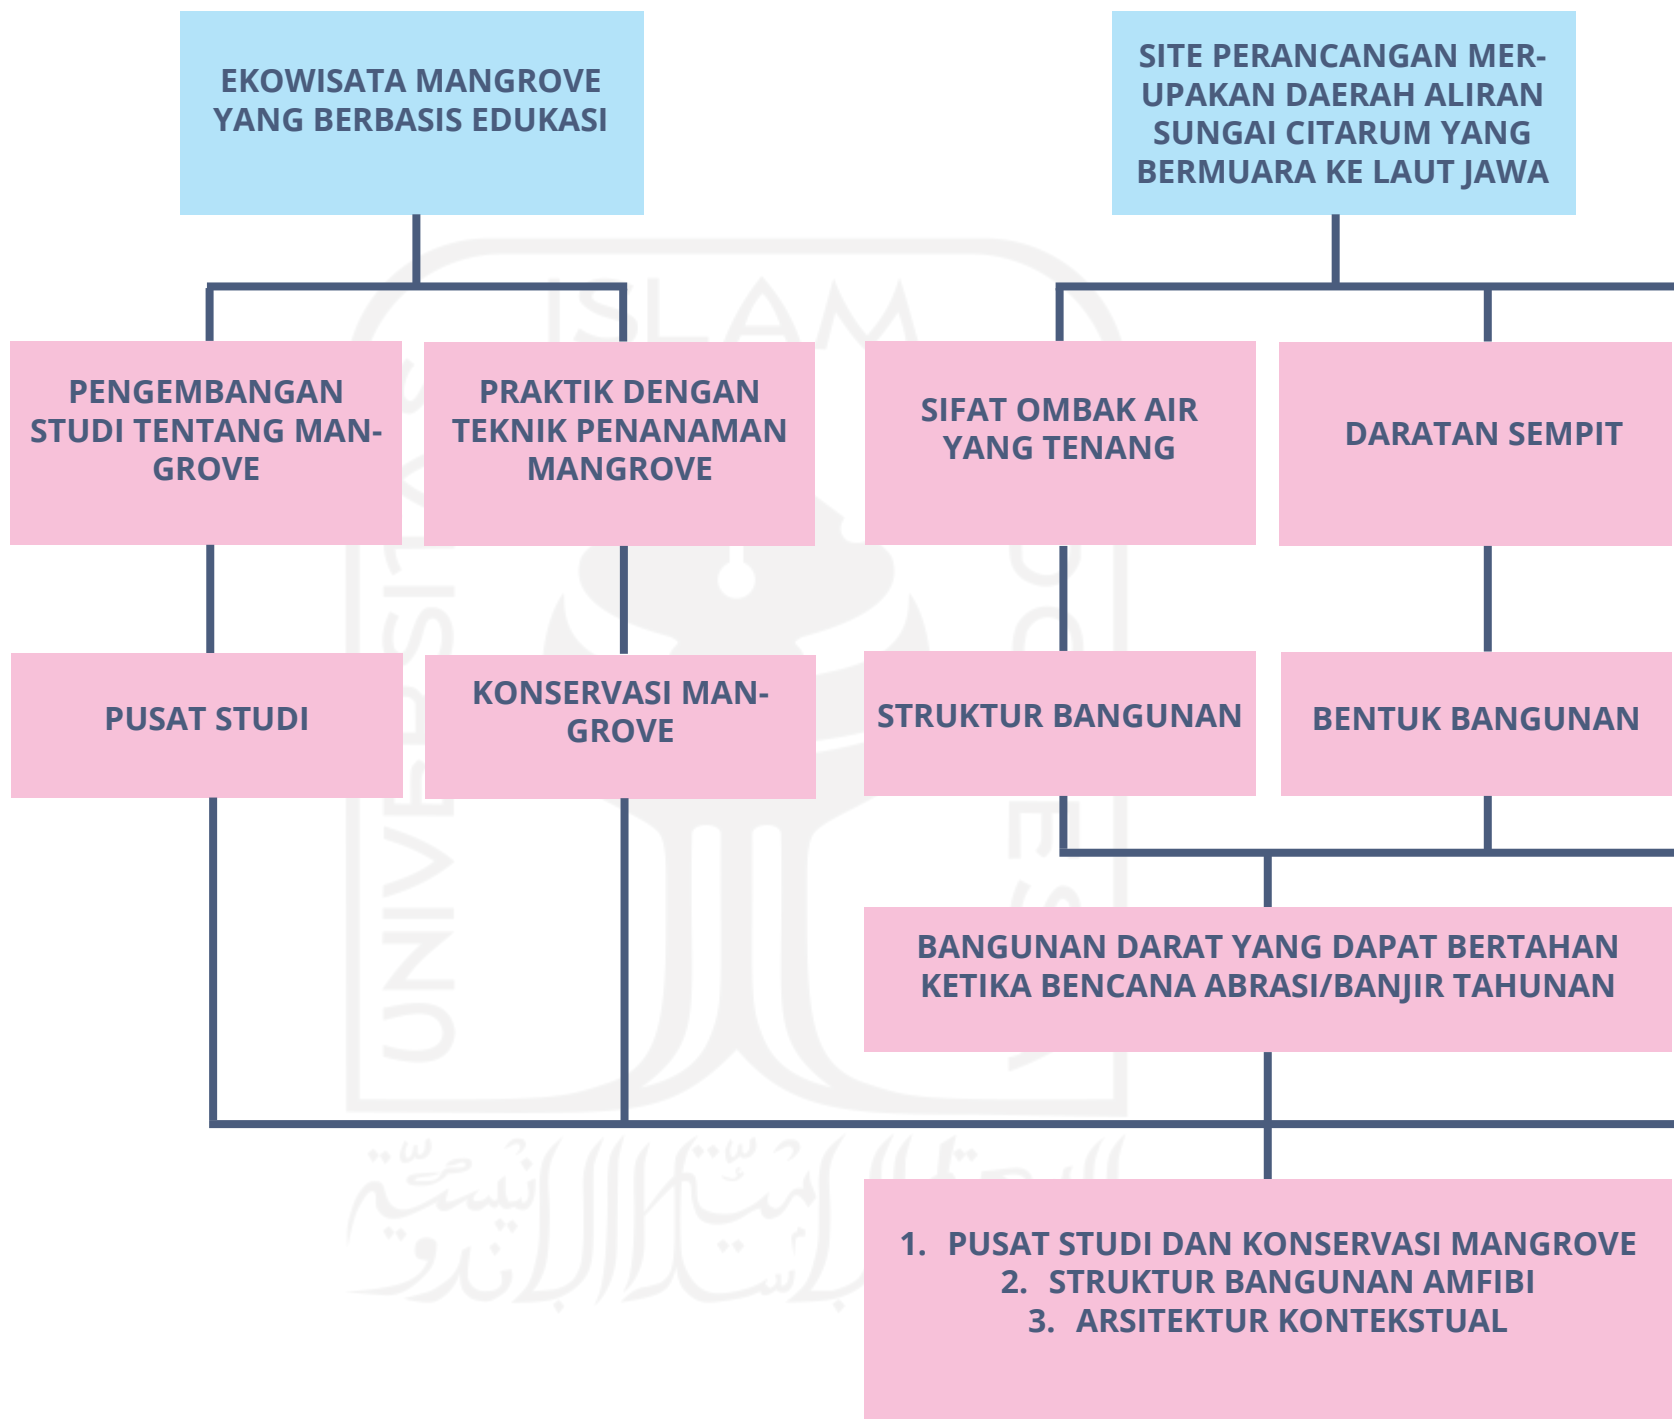 EKOWISATA MANGROVE
YANG BERBASIS EDUKASI
SITE PERANCANGAN MER-
UPAKAN DAERAH ALIRAN
SUNGAI CITARUM YANG
BERMUARA KE LAUT JAWA
PENGEMBANGAN
STUDI TENTANG MAN-
GROVE
PRAKTIK DENGAN
TEKNIK PENANAMAN
MANGROVE
SIFAT OMBAK AIR
YANG TENANG
DARATAN SEMPIT
PUSAT STUDI
KONSERVASI MAN-
GROVE
STRUKTUR BANGUNAN
BENTUK BANGUNAN
BANGUNAN DARAT YANG DAPAT BERTAHAN
KETIKA BENCANA ABRASI/BANJIR TAHUNAN
1. PUSAT STUDI DAN KONSERVASI MANGROVE
2. STRUKTUR BANGUNAN AMFIBI
3. ARSITEKTUR KONTEKSTUAL
ISLAM